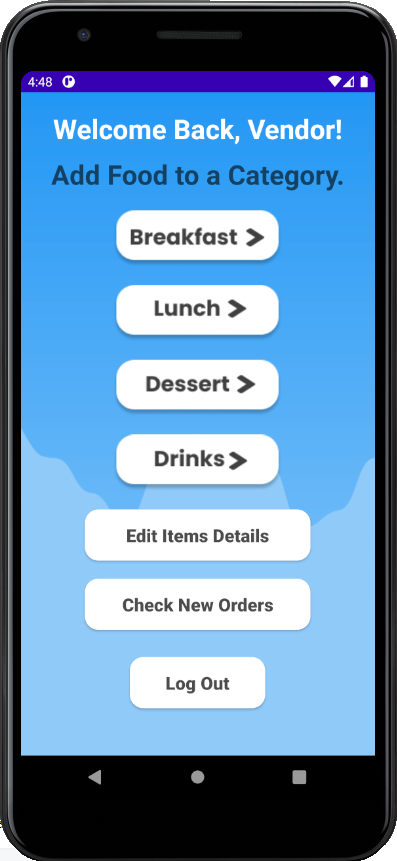 4:48
Welcome Back, Vendor!
Add Food to a Category.
Breakfast
Lunch
Dessert
Drinks
Edit Items Details
Check New Orders
Log Out